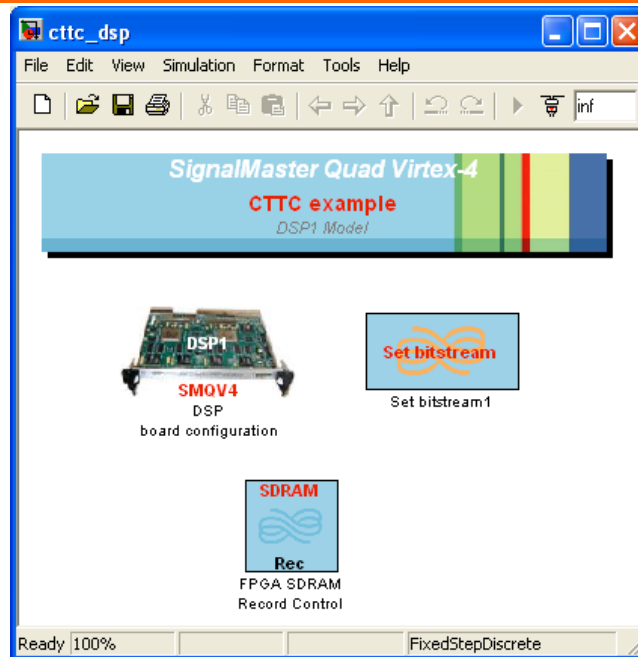 cttc_dsp
File Edit View Simulation Format Tools Help
inf
SignalMaster Quad Virtex-4
CTTC example
DSP1 Model
DSP1
SMQV4
DSP
board configuration
Set bitstream
Set bitstream1
SDRAM
Rec
FPGA SDRAM
Record Control
Ready 100% FixedStepDiscrete